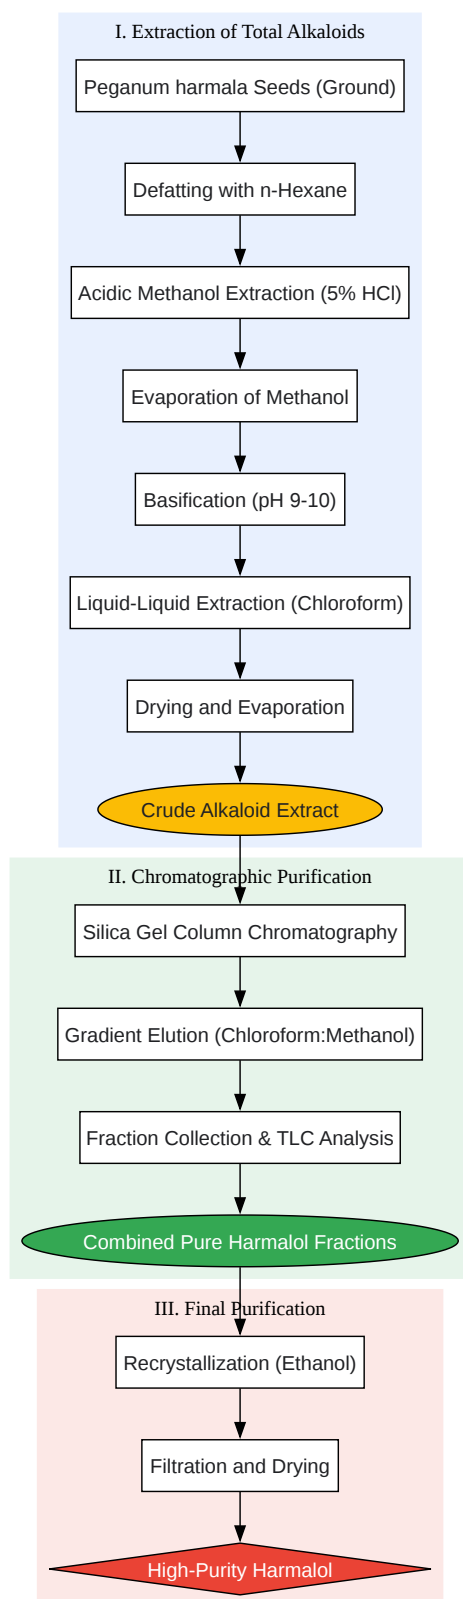 I. Extraction of Total Alkaloids
Peganum harmala Seeds (Ground)
Defatting with n-Hexane
Acidic Methanol Extraction (5% HCl)
Evaporation of Methanol
Basification (pH 9-10)
Liquid-Liquid Extraction (Chloroform)
Drying and Evaporation
Crude Alkaloid Extract
II. Chromatographic Purification
Silica Gel Column Chromatography
Gradient Elution (Chloroform:Methanol)
Fraction Collection & TLC Analysis
Combined Pure Harmalol Fractions
III. Final Purification
Recrystallization (Ethanol)
Filtration and Drying
High-Purity Harmalol